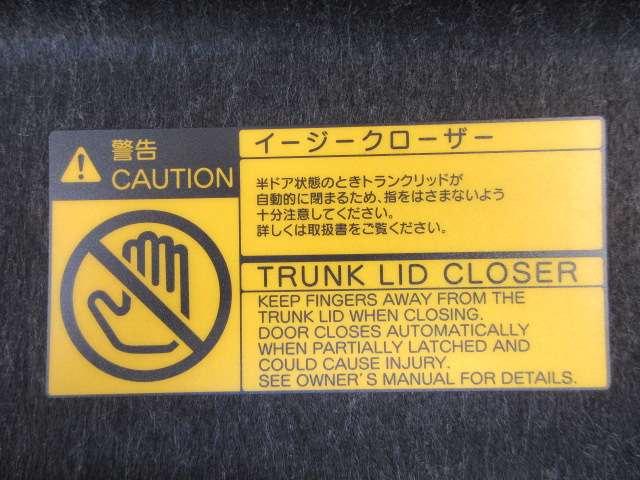 警告
CAUTION
イージークローザー
半ドア状態のときトランクリッドが
自動的に閉まるため、指をはさまないよう
十分注意してください。
詳しくは取扱書をご覧ください。
TRUNK LID CLOSER
KEEP FINGERS AWAY FROM THE
TRUNK LID WHEN CLOSING.
DOOR CLOSES AUTOMATICALLY
WHEN PARTIALLY LATCHED AND
COULD CAUSE INJURY.
SEE OWNER'S MANUAL FOR DETAILS.